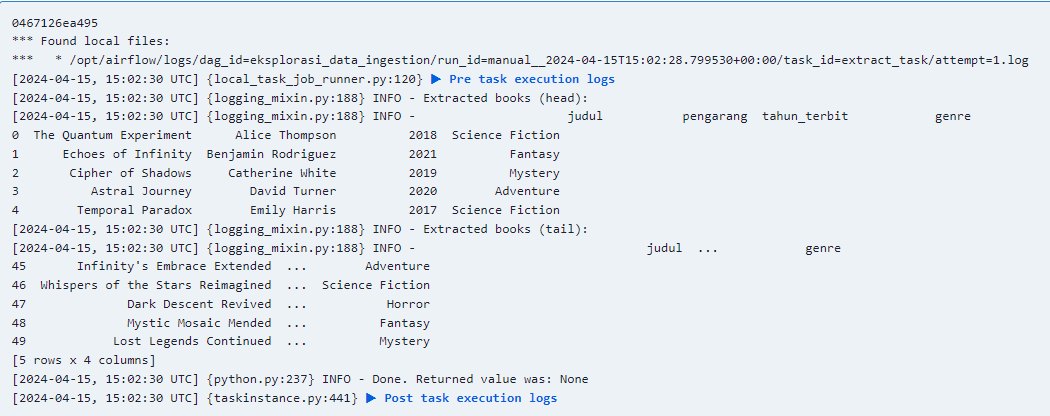 0467126ea495
*** Found local files:
***   * /opt/airflow/logs/dag_id=eksplorasi_data_ingestion/run_id=manual__2024-04-15T15:02:28.799530+00:00/task_id=extract_task/attempt=1.log
[2024-04-15, 15:02:30 UTC] {local_task_job_runner.py:120} ▶ Pre task execution logs
[2024-04-15, 15:02:30 UTC] {logging_mixin.py:188} INFO - Extracted books (head):
[2024-04-15, 15:02:30 UTC] {logging_mixin.py:188} INFO -                     judul           pengarang  tahun_terbit            genre
0  The Quantum Experiment      Alice Thompson          2018  Science Fiction
1     Echoes of Infinity  Benjamin Rodriguez          2021          Fantasy
2      Cipher of Shadows     Catherine White          2019          Mystery
3         Astral Journey        David Turner          2020        Adventure
4       Temporal Paradox        Emily Harris          2017  Science Fiction
[2024-04-15, 15:02:30 UTC] {logging_mixin.py:188} INFO - Extracted books (tail):
[2024-04-15, 15:02:30 UTC] {logging_mixin.py:188} INFO -                                judul  ...            genre
45       Infinity's Embrace Extended  ...        Adventure
46  Whispers of the Stars Reimagined  ...  Science Fiction
47              Dark Descent Revived  ...           Horror
48              Mystic Mosaic Mended  ...          Fantasy
49            Lost Legends Continued  ...          Mystery
[5 rows x 4 columns]
[2024-04-15, 15:02:30 UTC] {python.py:237} INFO - Done. Returned value was: None
[2024-04-15, 15:02:30 UTC] {taskinstance.py:441} ▶ Post task execution logs